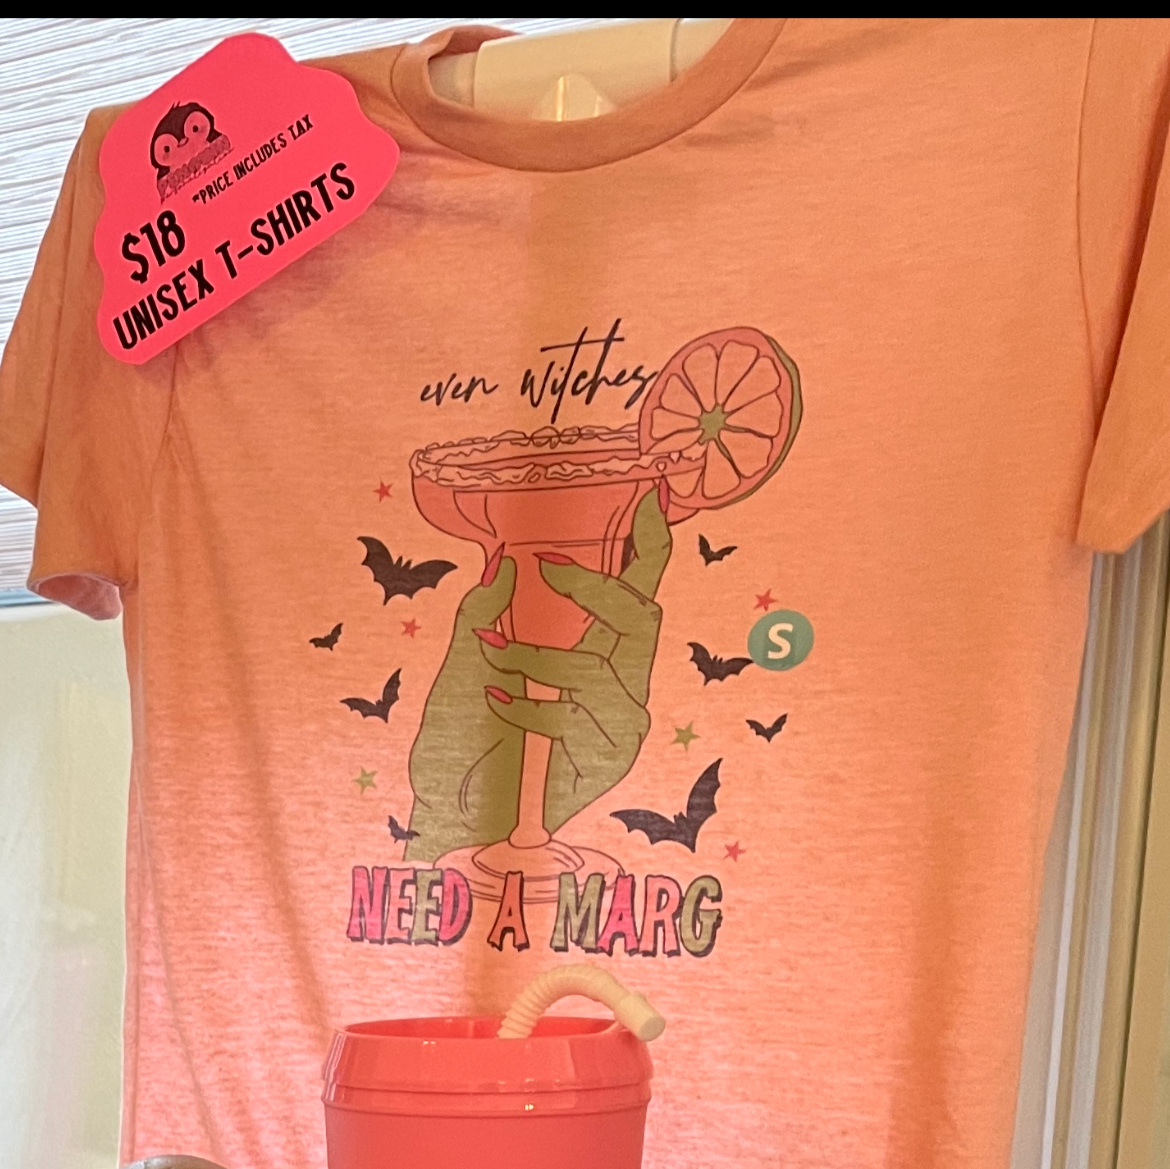 *PRICE INCLUDES TAX
$18
UNISEX T-SHIRTS
even witches
S
NEED A MARG